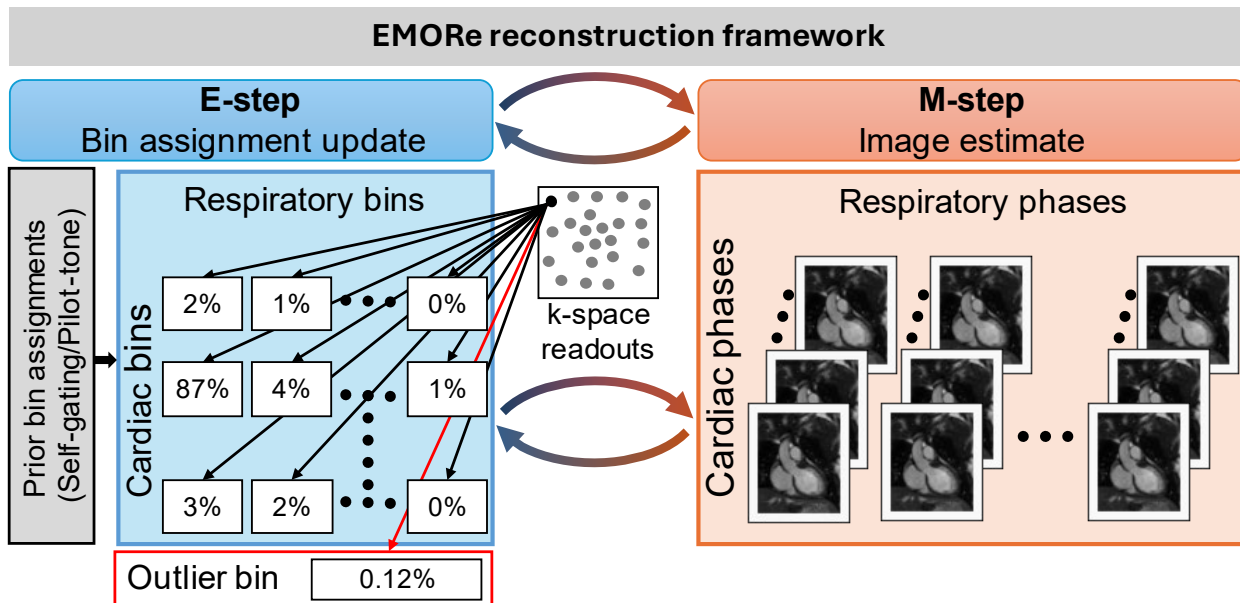 EMORe reconstruction framework
E-step
Bin assignment update
M-step
Image estimate
Prior bin assignments
(Self-gating/Pilot-tone)
Cardiac bins
Respiratory bins
2%
1%
0%
87%
4%
1%
3%
2%
0%
Outlier bin
0.12%
k-space
readouts
Respiratory phases
Cardiac phases